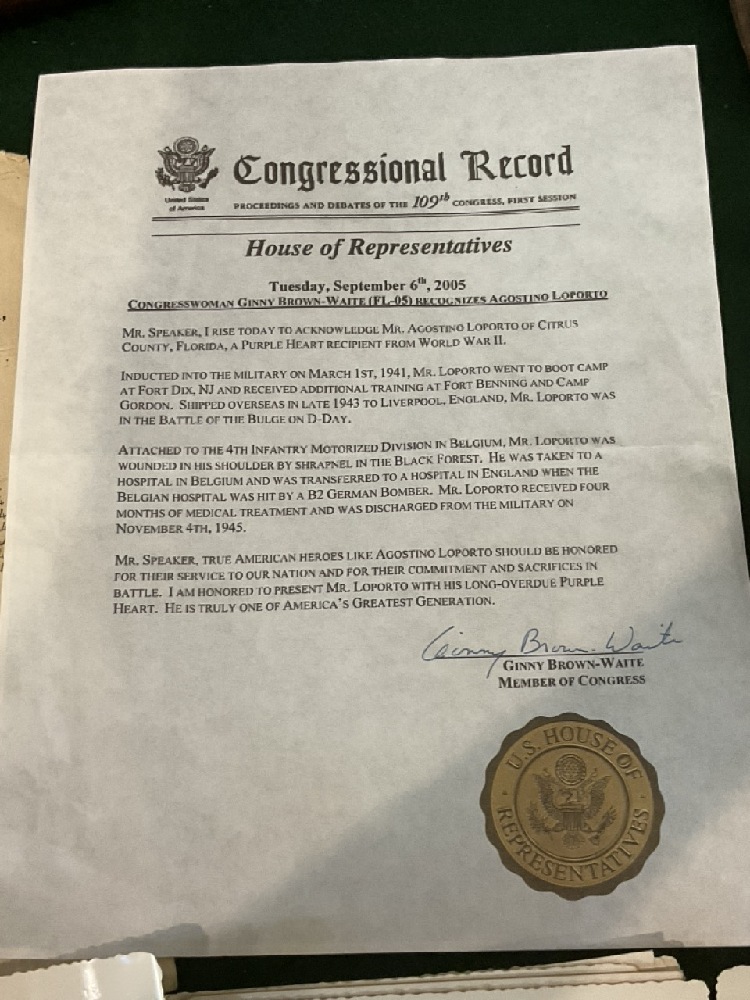 Congressional Record
United States
of America
PROCEEDINGS AND DEBATES OF THE 109th CONGRESS, FIRST SESSION
House of Representatives
Tuesday, September 6th, 2005
CONGRESSWOMAN GINNY BROWN-WAITE (FL-05) RECOGNIZES AGOSTINO LOPORTO
MR. SPEAKER, I RISE TODAY TO ACKNOWLEDGE MR. AGOSTINO LOPORTO OF CITRUS
COUNTY, FLORIDA, A PURPLE HEART RECIPIENT FROM WORLD WAR II.
INDUCTED INTO THE MILITARY ON MARCH 1ST, 1941, MR. LOPORTO WENT TO BOOT CAMP
AT FORT DIX, NJ AND RECEIVED ADDITIONAL TRAINING AT FORT BENNING AND CAMP
GORDON. SHIPPED OVERSEAS IN LATE 1943 TO LIVERPOOL, ENGLAND, MR. LOPORTO WAS
IN THE BATTLE OF THE BULGE ON D-DAY.
ATTACHED TO THE 4TH INFANTRY MOTORIZED DIVISION IN BELGIUM, MR. LOPORTO WAS
WOUNDED IN HIS SHOULDER BY SHRAPNEL IN THE BLACK FOREST. HE WAS TAKEN TO A
HOSPITAL IN BELGIUM AND WAS TRANSFERRED TO A HOSPITAL IN ENGLAND WHEN THE
BELGIAN HOSPITAL WAS HIT BY A B2 GERMAN BOMBER. MR. LOPORTO RECEIVED FOUR
MONTHS OF MEDICAL TREATMENT AND WAS DISCHARGED FROM THE MILITARY ON
NOVEMBER 4TH, 1945.
MR. SPEAKER, TRUE AMERICAN HEROES LIKE AGOSTINO LOPORTO SHOULD BE HONORED
FOR THEIR SERVICE TO OUR NATION AND FOR THEIR COMMITMENT AND SACRIFICES IN
BATTLE. I AM HONORED TO PRESENT MR. LOPORTO WITH HIS LONG-OVERDUE PURPLE
HEART. HE IS TRULY ONE OF AMERICA'S GREATEST GENERATION.
Ginny Brown-Waite
GINNY BROWN-WAITE
MEMBER OF CONGRESS
U.S. HOUSE OF
REPRESENTATIVES